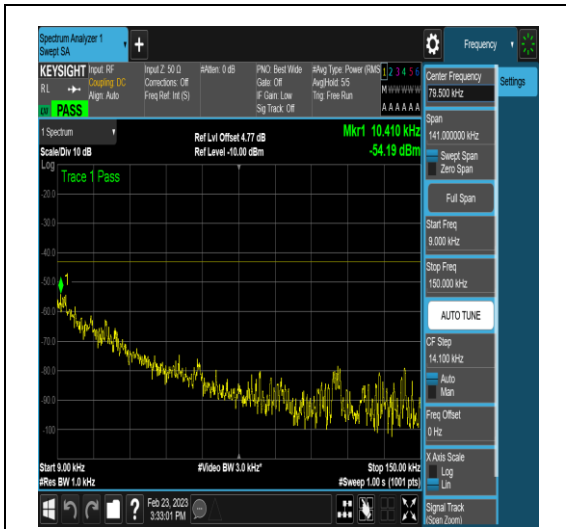 Spectrum Analyzer 1
Swept SA
Frequency
KEYSIGHT
RL
PASS
Input: RF
Coupling: DC
Align: Auto
Input Z: 50 Ω
Corrections: Off
Freq Ref: Int (S)
#Atten: 0 dB
PNO: Best Wide
Gate: Off
IF Gain: Low
Sig Track: Off
#Avg Type: Power (RMS
Avg|Hold: 5/5
Trig: Free Run
1 2 3 4 5 6
M W W W W W
A A A A A A
1 Spectrum
Scale/Div 10 dB
Ref Lvl Offset 4.77 dB
Ref Level -10.00 dBm
Mkr1 10.410 kHz
-54.19 dBm
Log
Trace 1 Pass
-20.0
-30.0
-40.0
-50.0
-60.0
-70.0
-80.0
-90.0
-100
1
Start 9.00 kHz
#Res BW 1.0 kHz
#Video BW 3.0 kHz*
Stop 150.00 kHz
#Sweep 1.00 s (1001 pts)
Center Frequency
79.500 kHz
Settings
Span
141.000000 kHz
Swept Span
Zero Span
Full Span
Start Freq
9.000 kHz
Stop Freq
150.000 kHz
AUTO TUNE
CF Step
14.100 kHz
Auto
Man
Freq Offset
0 Hz
X Axis Scale
Log
Lin
Signal Track
(Span Zoom)
Feb 23, 2023
3:33:01 PM